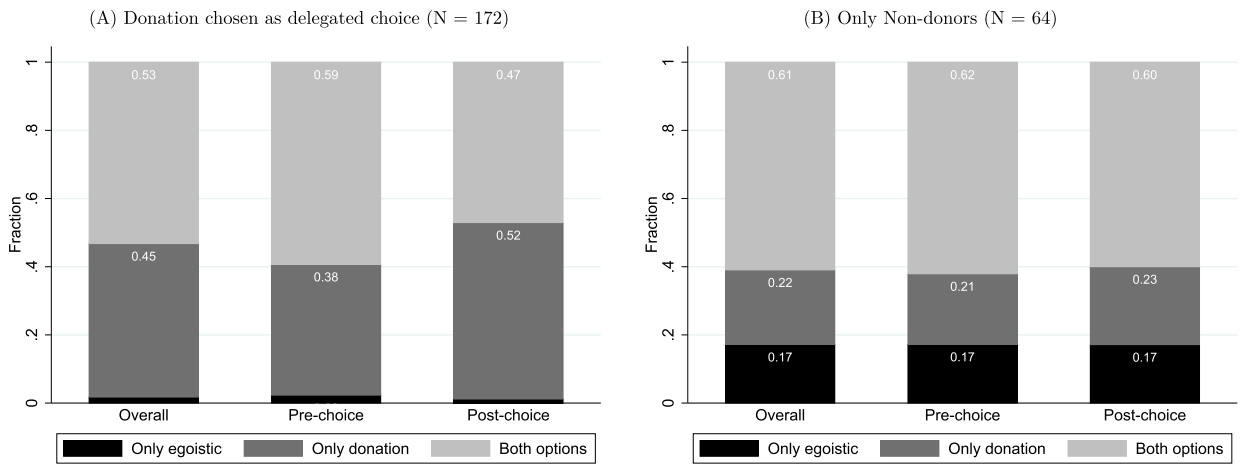 (A) Donation chosen as delegated choice (N = 172)
Fraction
1
.8
.6
.4
.2
0
0.53
0.59
0.47
0.45
0.38
0.52
Overall
Pre-choice
Post-choice
Only egoistic
Only donation
Both options
(B) Only Non-donors (N = 64)
Fraction
1
.8
.6
.4
.2
0
0.61
0.62
0.60
0.22
0.21
0.23
0.17
0.17
0.17
Overall
Pre-choice
Post-choice
Only egoistic
Only donation
Both options